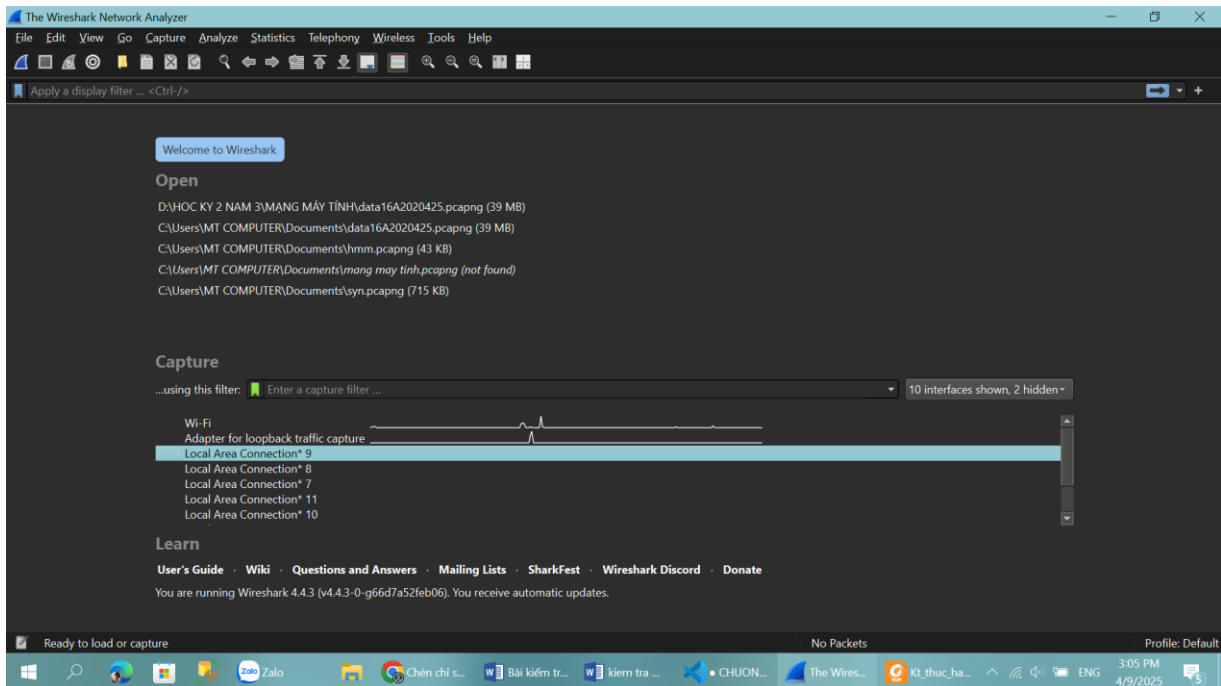 The Wireshark Network Analyzer
File Edit View Go Capture Analyze Statistics Telephony Wireless Tools Help
Apply a display filter ... <Ctrl-/>
Welcome to Wireshark
Open
D:\HOC KY 2 NAM 3\MẠNG MÁY TÍNH\data16A2020425.pcapng (39 MB)
C:\Users\MT COMPUTER\Documents\data16A2020425.pcapng (39 MB)
C:\Users\MT COMPUTER\Documents\hmm.pcapng (43 KB)
C:\Users\MT COMPUTER\Documents\mang may tinh.pcapng (not found)
C:\Users\MT COMPUTER\Documents\syn.pcapng (715 KB)
Capture
...using this filter: Enter a capture filter ... 10 interfaces shown, 2 hidden
Wi-Fi
Adapter for loopback traffic capture
Local Area Connection* 9
Local Area Connection* 8
Local Area Connection* 7
Local Area Connection* 11
Local Area Connection* 10
Learn
User's Guide · Wiki · Questions and Answers · Mailing Lists · SharkFest · Wireshark Discord · Donate
You are running Wireshark 4.4.3 (v4.4.3-0-g66d7a52feb06). You receive automatic updates.
Ready to load or capture No Packets Profile: Default
Zalo Zalo Chèn chỉ s... Bài kiểm tr... kiem tra ... • CHUON... The Wires... Kt_thuc_ha... ENG 3:05 PM
4/9/2025 5